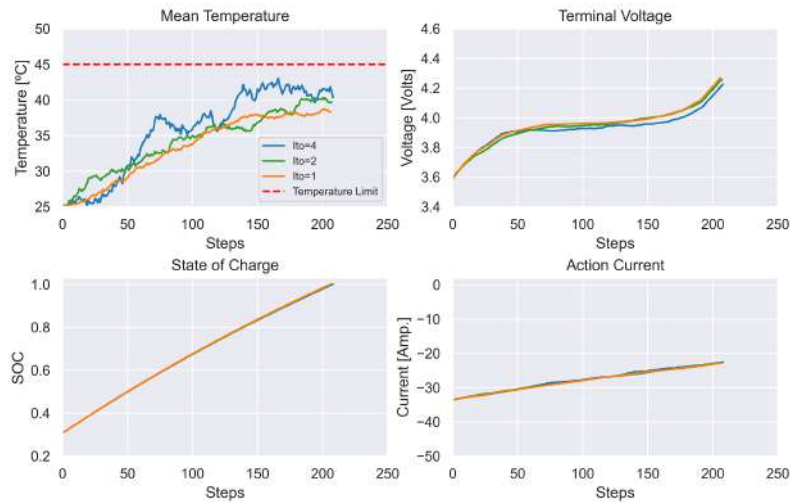 Mean Temperature
Temperature [ºC]
50
45
40
35
30
25
Ito=4
Ito=2
Ito=1
Temperature Limit
0 50 100 150 200 250
Steps
Terminal Voltage
Voltage [Volts]
4.6
4.4
4.2
4.0
3.8
3.6
3.4
0 50 100 150 200 250
Steps
State of Charge
SOC
1.0
0.8
0.6
0.4
0.2
0 50 100 150 200 250
Steps
Action Current
Current [Amp.]
0
−10
−20
−30
−40
−50
0 50 100 150 200 250
Steps